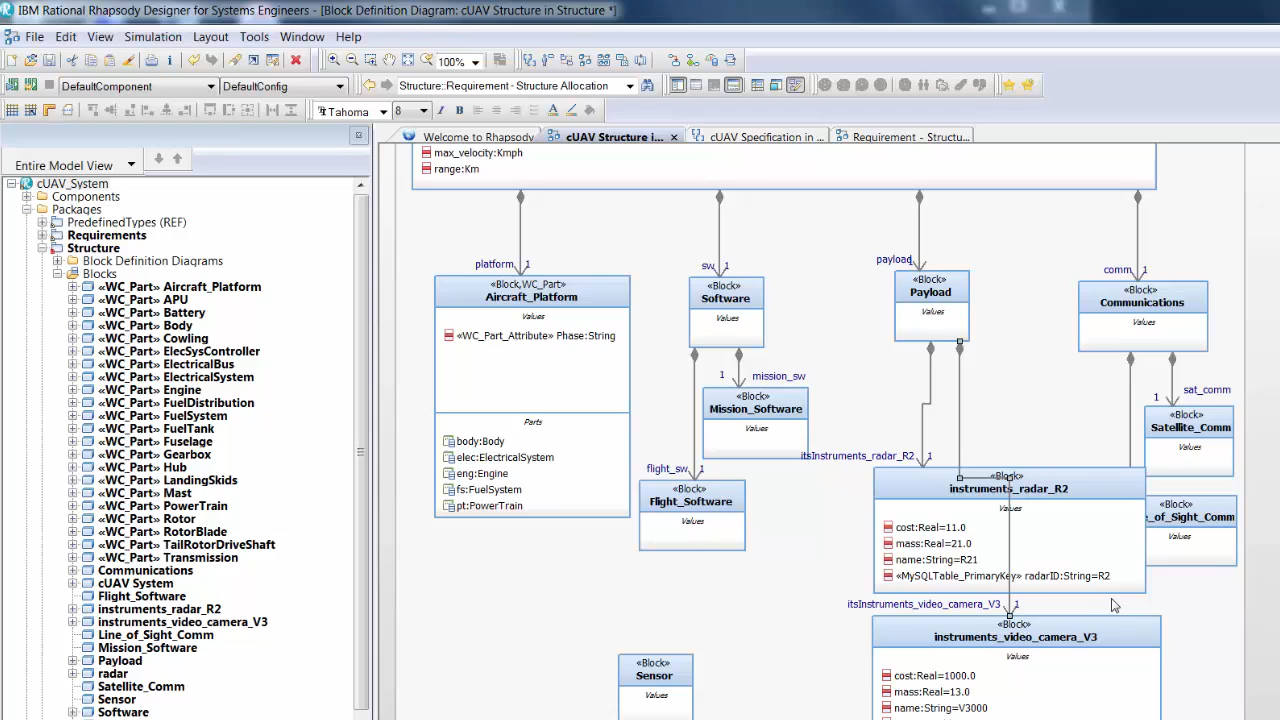 IBM Rational Rhapsody Designer for Systems Engineers - [Block Definition Diagram: cUAV Structure in Structure *]
File Edit View Simulation Layout Tools Window Help
100%
DefaultComponent DefaultConfig Structure::Requirement - Structure Allocation
Tahoma 8
Welcome to Rhapsody cUAV Structure i... cUAV Specification in ... Requirement - Structu...
Entire Model View
cUAV_System
Components
Packages
PredefinedTypes (REF)
Requirements
Structure
Block Definition Diagrams
Blocks
«WC_Part» Aircraft_Platform
«WC_Part» APU
«WC_Part» Battery
«WC_Part» Body
«WC_Part» Cowling
«WC_Part» ElecSysController
«WC_Part» ElectricalBus
«WC_Part» ElectricalSystem
«WC_Part» Engine
«WC_Part» FuelDistribution
«WC_Part» FuelSystem
«WC_Part» FuelTank
«WC_Part» Fuselage
«WC_Part» Gearbox
«WC_Part» Hub
«WC_Part» LandingSkids
«WC_Part» Mast
«WC_Part» PowerTrain
«WC_Part» Rotor
«WC_Part» RotorBlade
«WC_Part» TailRotorDriveShaft
«WC_Part» Transmission
Communications
cUAV System
Flight_Software
instruments_radar_R2
instruments_video_camera_V3
Line_of_Sight_Comm
Mission_Software
Payload
radar
Satellite_Comm
Sensor
Software
max_velocity:Kmph
range:Km
platform 1
sw 1
payload 1
comm 1
«Block,WC_Part»
Aircraft_Platform
Values
«WC_Part_Attribute» Phase:String
Parts
body:Body
elec:ElectricalSystem
eng:Engine
fs:FuelSystem
pt:PowerTrain
«Block»
Software
Values
1 mission_sw
«Block»
Mission_Software
Values
flight_sw 1
«Block»
Flight_Software
Values
«Block»
Sensor
Values
«Block»
Payload
Values
itsInstruments_radar_R2 1
«Block»
instruments_radar_R2
Values
cost:Real=11.0
mass:Real=21.0
name:String=R21
«MySQLTable_PrimaryKey» radarID:String=R2
itsInstruments_video_camera_V3 1
«Block»
instruments_video_camera_V3
Values
cost:Real=1000.0
mass:Real=13.0
name:String=V3000
«Block»
Communications
Values
sat_comm
1
«Block»
Satellite_Comm
Values
«Block»
e_of_Sight_Comm
Values